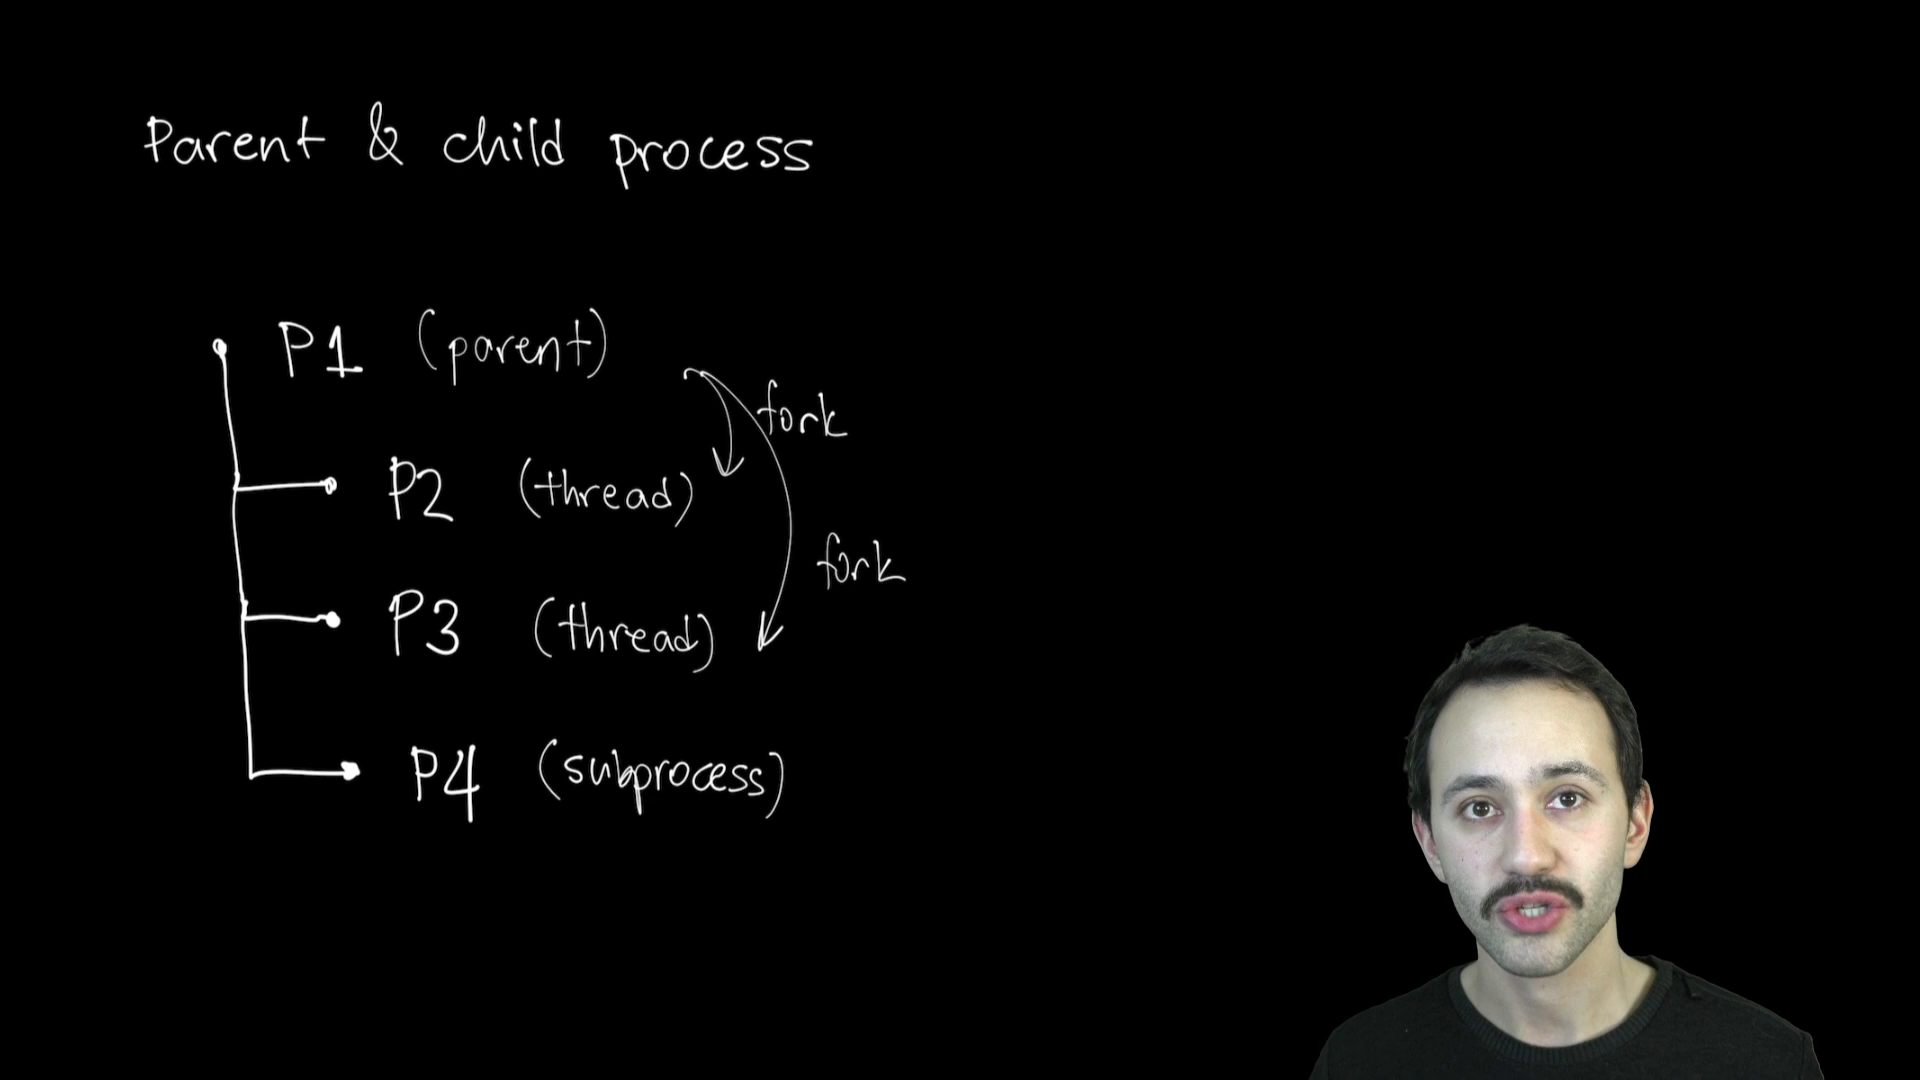 Parent & child process
P1 (parent)
fork
P2 (thread)
fork
P3 (thread)
P4 (subprocess)